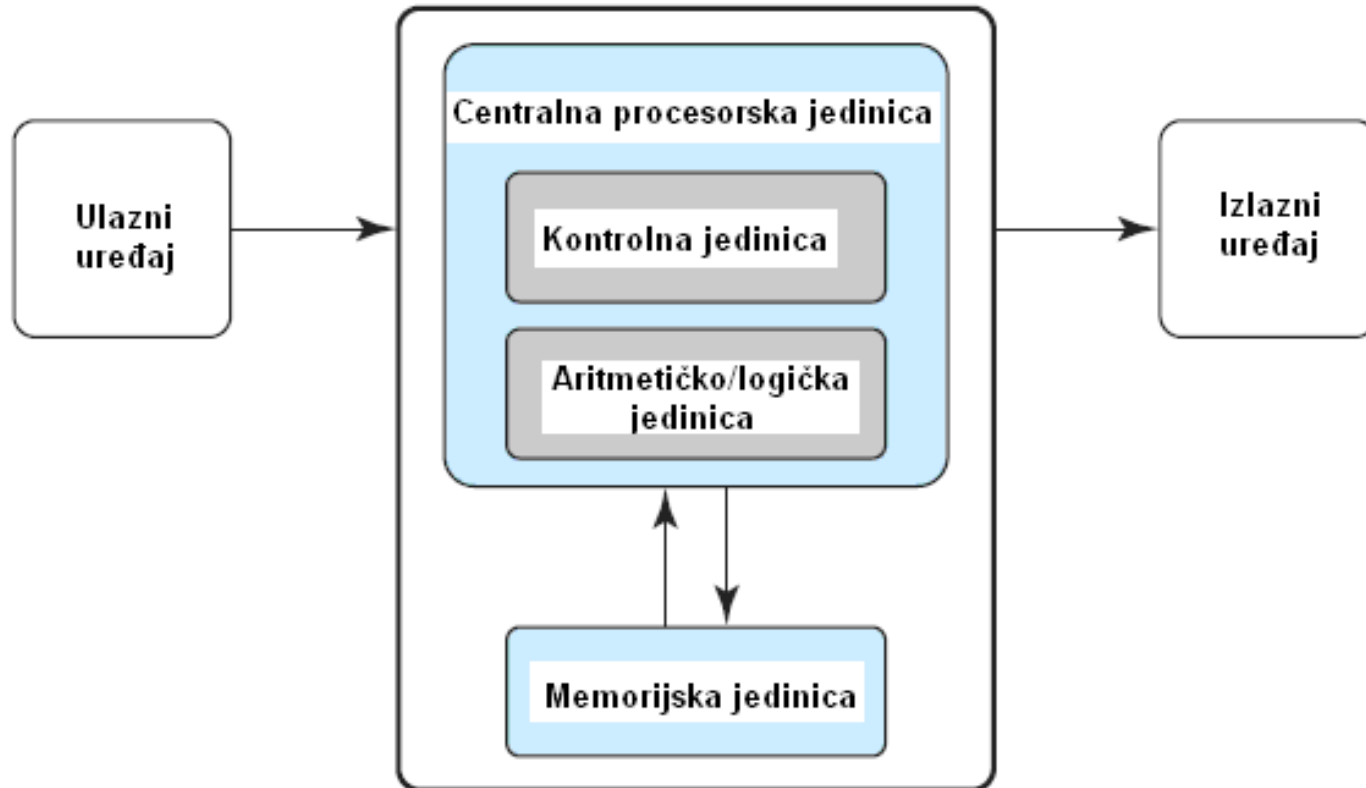 Centralna procesorska jedinica
Ulazni
uređaj
Kontrolna jedinica
Izlazni
uređaj
Aritmetičko/logička
jedinica
Memorijska jedinica